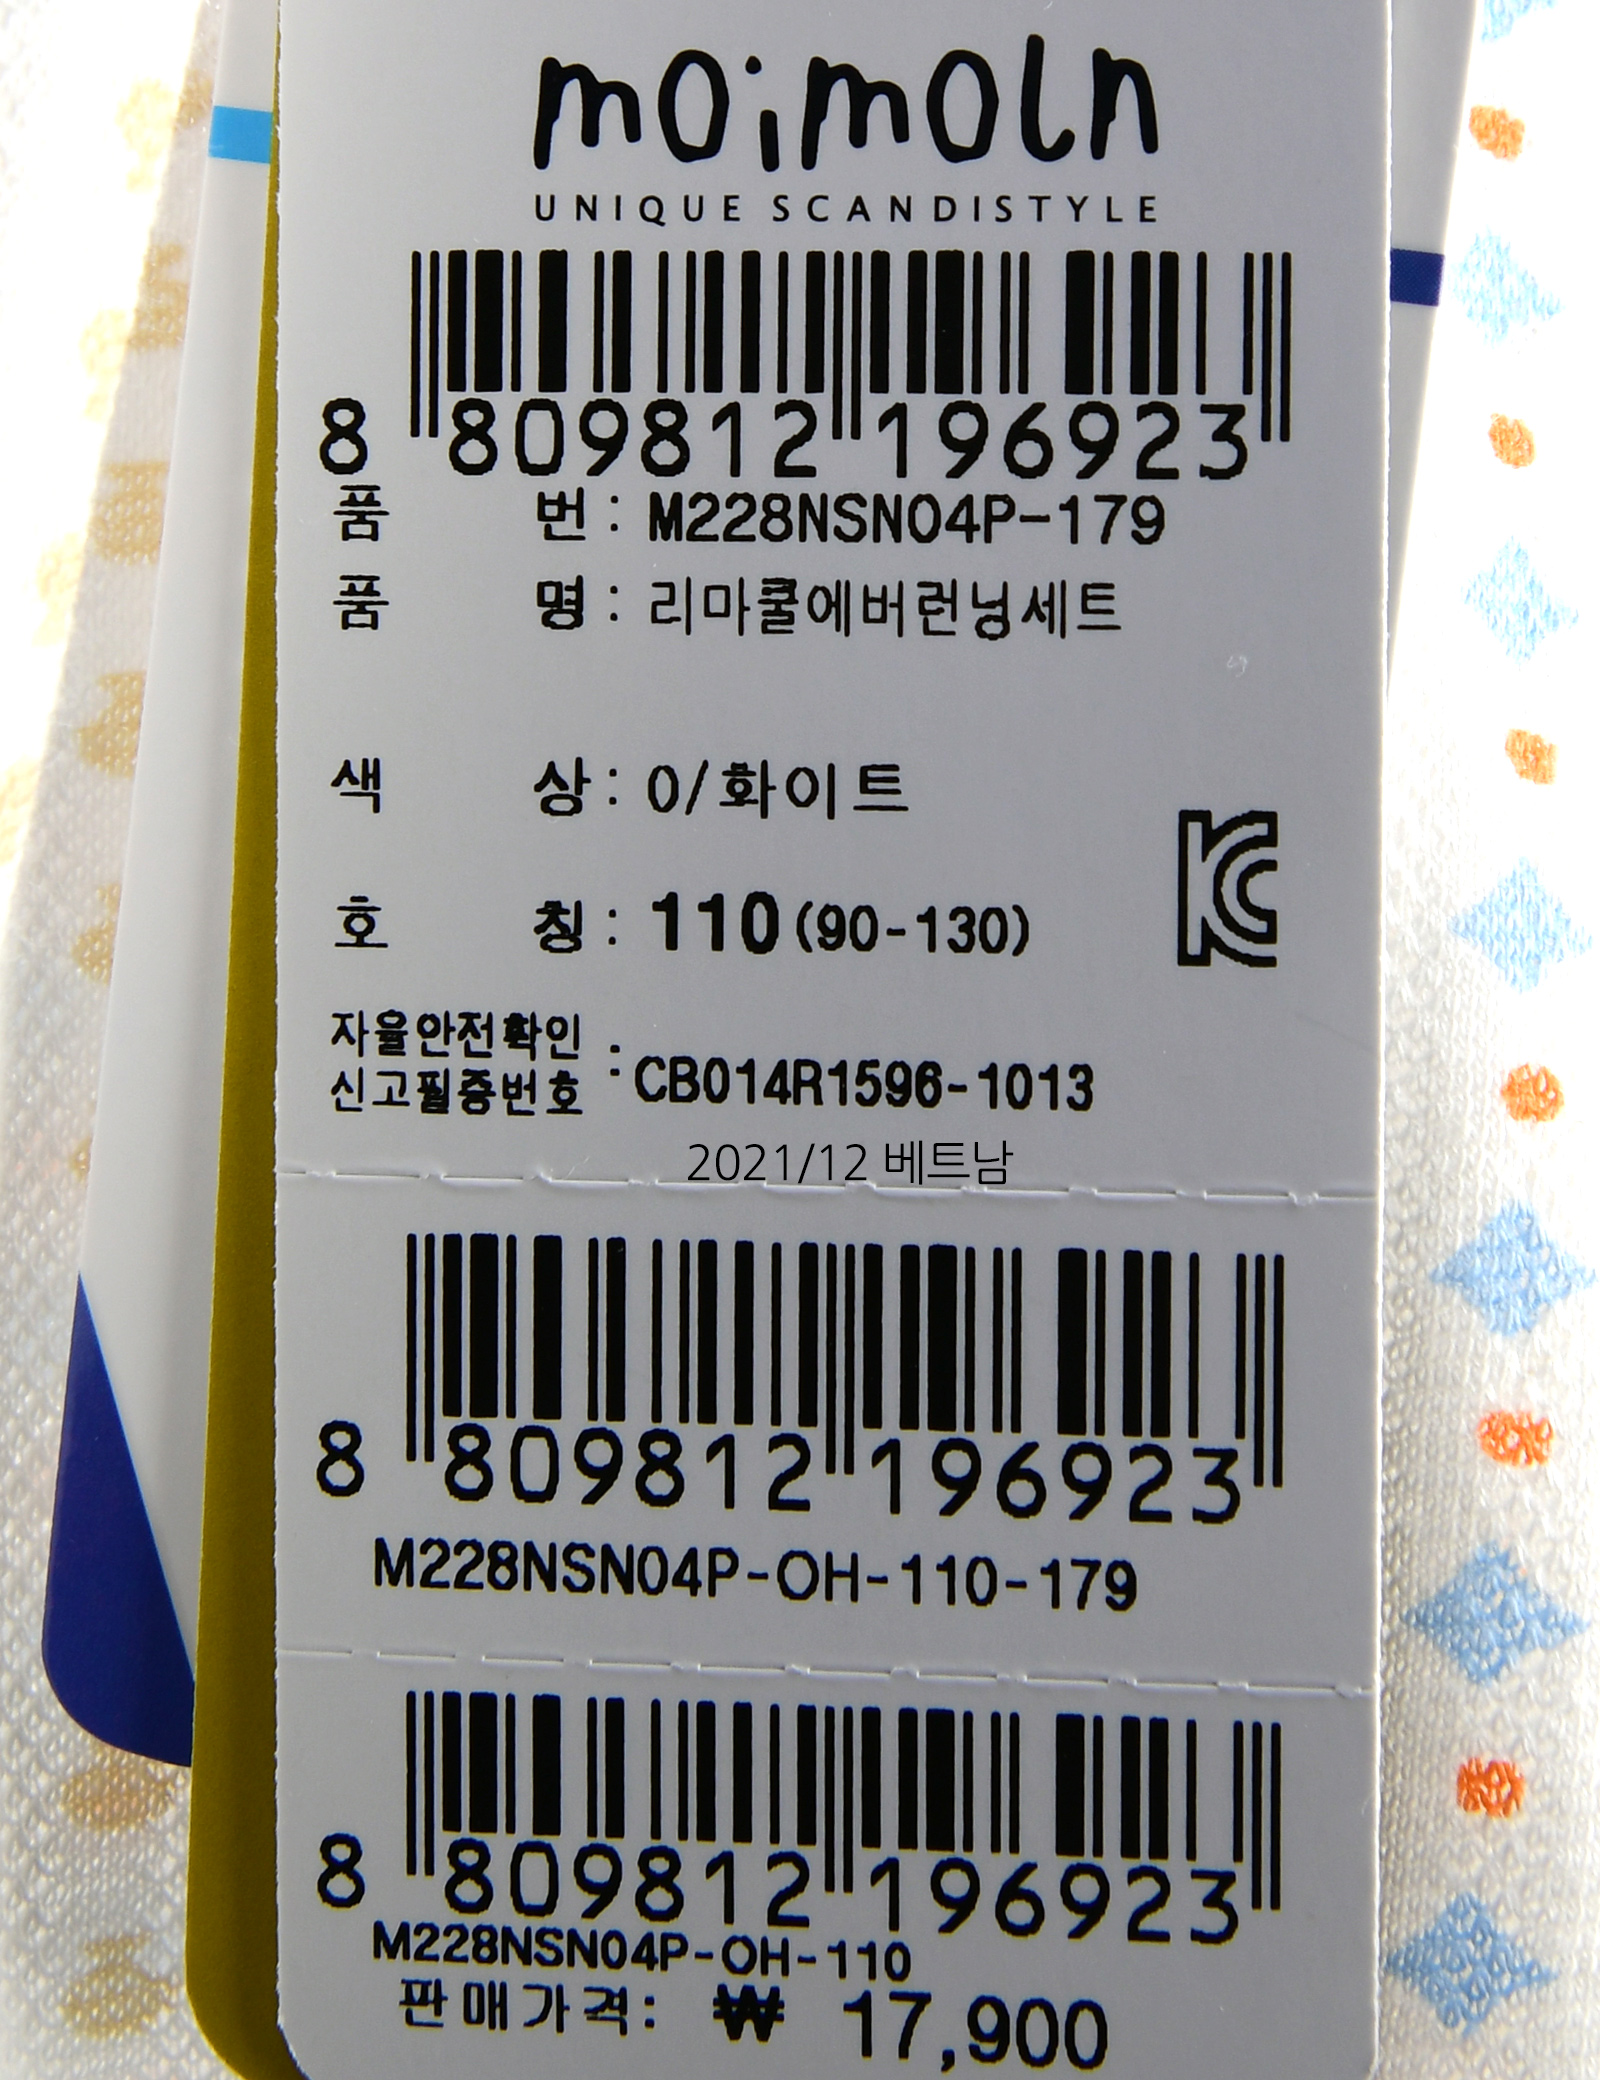 moimoln
UNIQUE SCANDISTYLE
8 809812 196923
품 번 : M228NSN04P-179
품 명 : 리마쿨에버런닝세트
색 상 : 0/화이트
호 칭 : 110(90-130)
자율안전확인
신고필증번호 : CB014R1596-1013
2021/12 베트남
8 809812 196923
M228NSN04P-OH-110-179
8 809812 196923
M228NSN04P-OH-110
판매가격: ₩ 17,900